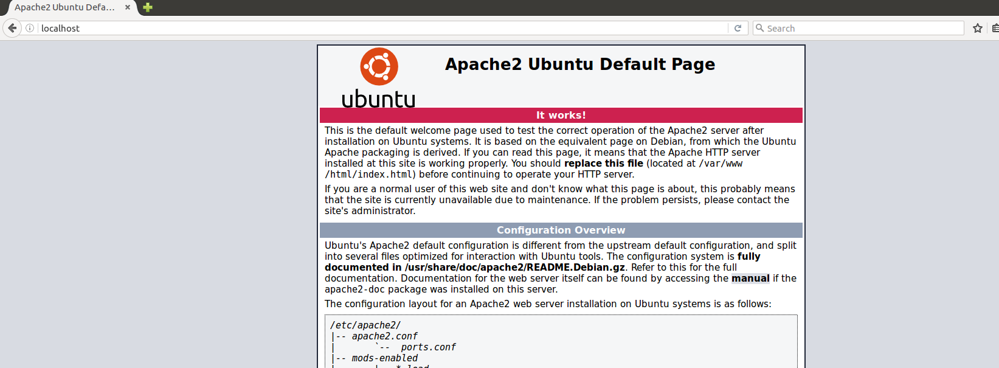 Apache2 Ubuntu Defa...
localhost
Search
ubuntu
Apache2 Ubuntu Default Page
It works!
This is the default welcome page used to test the correct operation of the Apache2 server after
installation on Ubuntu systems. It is based on the equivalent page on Debian, from which the Ubuntu
Apache packaging is derived. If you can read this page, it means that the Apache HTTP server
installed at this site is working properly. You should replace this file (located at /var/www
/html/index.html) before continuing to operate your HTTP server.
If you are a normal user of this web site and don't know what this page is about, this probably means
that the site is currently unavailable due to maintenance. If the problem persists, please contact the
site's administrator.
Configuration Overview
Ubuntu's Apache2 default configuration is different from the upstream default configuration, and split
into several files optimized for interaction with Ubuntu tools. The configuration system is fully
documented in /usr/share/doc/apache2/README.Debian.gz. Refer to this for the full
documentation. Documentation for the web server itself can be found by accessing the manual if the
apache2-doc package was installed on this server.
The configuration layout for an Apache2 web server installation on Ubuntu systems is as follows:
/etc/apache2/
|-- apache2.conf
|       `--  ports.conf
|-- mods-enabled
|       |-- *.load